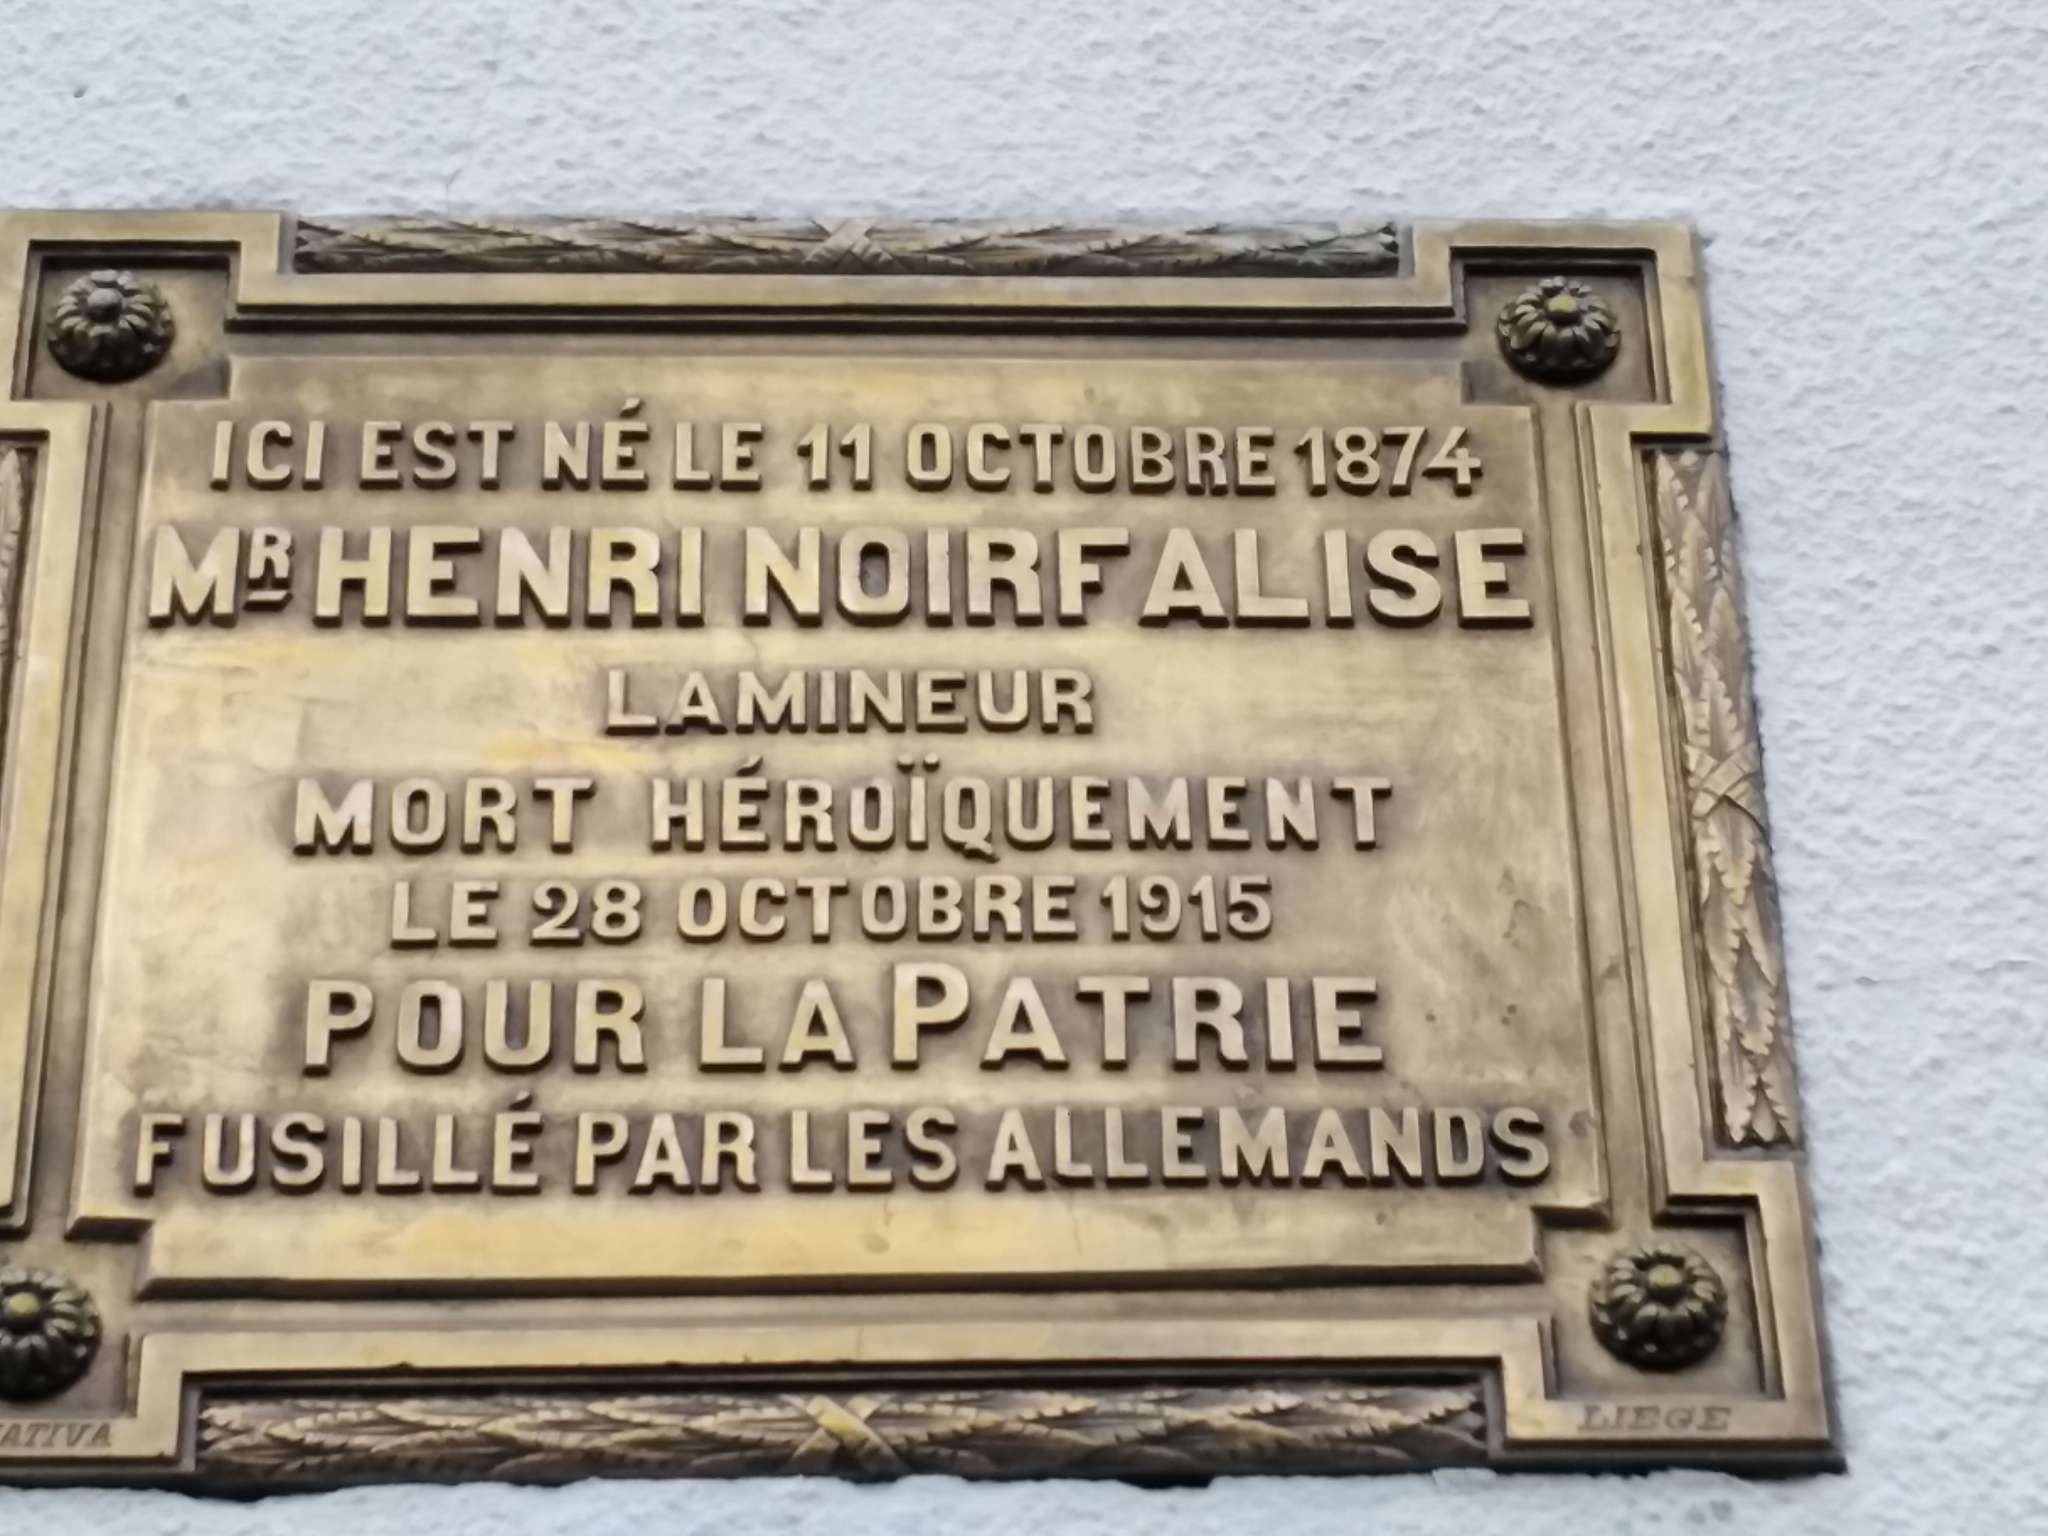 ICI EST NÉ LE 11 OCTOBRE 1874
MR HENRI NOIRFALISE
LAMINEUR
MORT HÉROÏQUEMENT
LE 28 OCTOBRE 1915
POUR LA PATRIE
FUSILLÉ PAR LES ALLEMANDS
LIEGE